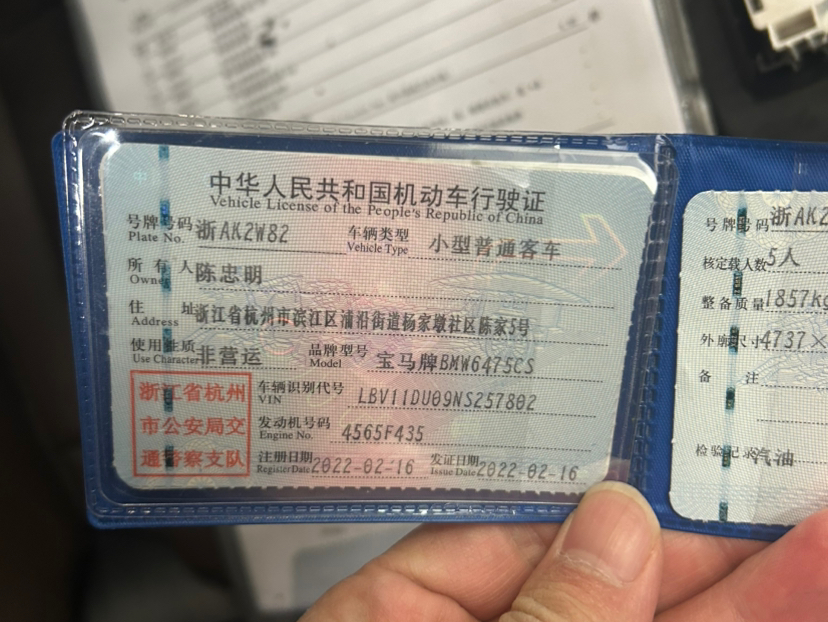 中华人民共和国机动车行驶证
Vehicle License of the People's Republic of China
号牌号码 浙AK2W82 车辆类型 小型普通客车
Plate No. Vehicle Type
所有人 陈忠明
Owner
住址 浙江省杭州市滨江区浦沿街道杨家墩社区陈家5号
Address
使用性质 非营运 品牌型号 宝马牌BMW6475CS
Use Character Model
浙江省杭州
市公安局交
通警察支队
车辆识别代号 LBV11DU09NS257802
VIN
发动机号码 4565F435
Engine No.
注册日期 2022-02-16 发证日期 2022-02-16
Register Date Issue Date
号牌号码 浙AK2
核定载人数 5人
整备质量 1857kg
外廓尺寸 4737×
备注
检验记录 汽油